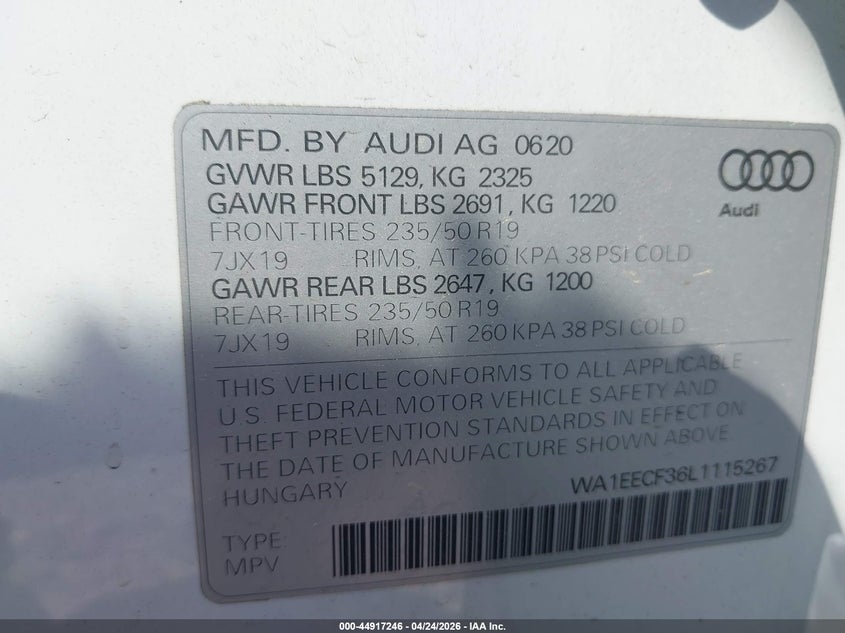 MFD. BY AUDI AG 0620
GVWR LBS 5129, KG 2325
GAWR FRONT LBS 2691, KG 1220
FRONT-TIRES 235/50 R19
7JX19 RIMS, AT 260 KPA 38 PSI COLD
GAWR REAR LBS 2647, KG 1200
REAR-TIRES 235/50 R19
7JX19 RIMS, AT 260 KPA 38 PSI COLD
Audi
THIS VEHICLE CONFORMS TO ALL APPLICABLE
U.S. FEDERAL MOTOR VEHICLE SAFETY AND
THEFT PREVENTION STANDARDS IN EFFECT ON
THE DATE OF MANUFACTURE SHOWN ABOVE.
HUNGARY
WA1EECF36L1115267
TYPE:
MPV
000-44917246 - 04/24/2026 - IAA Inc.